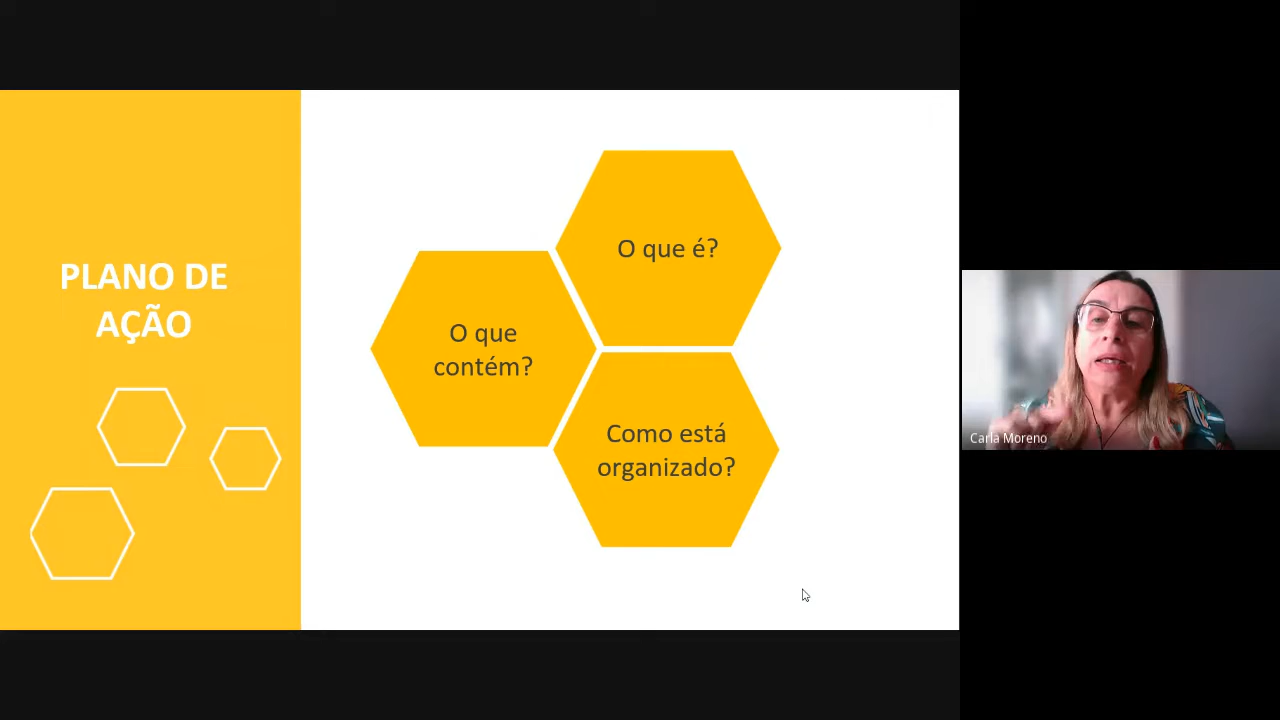 PLANO DE
AÇÃO
O que é?
O que
contém?
Como está
organizado?
Carla Moreno